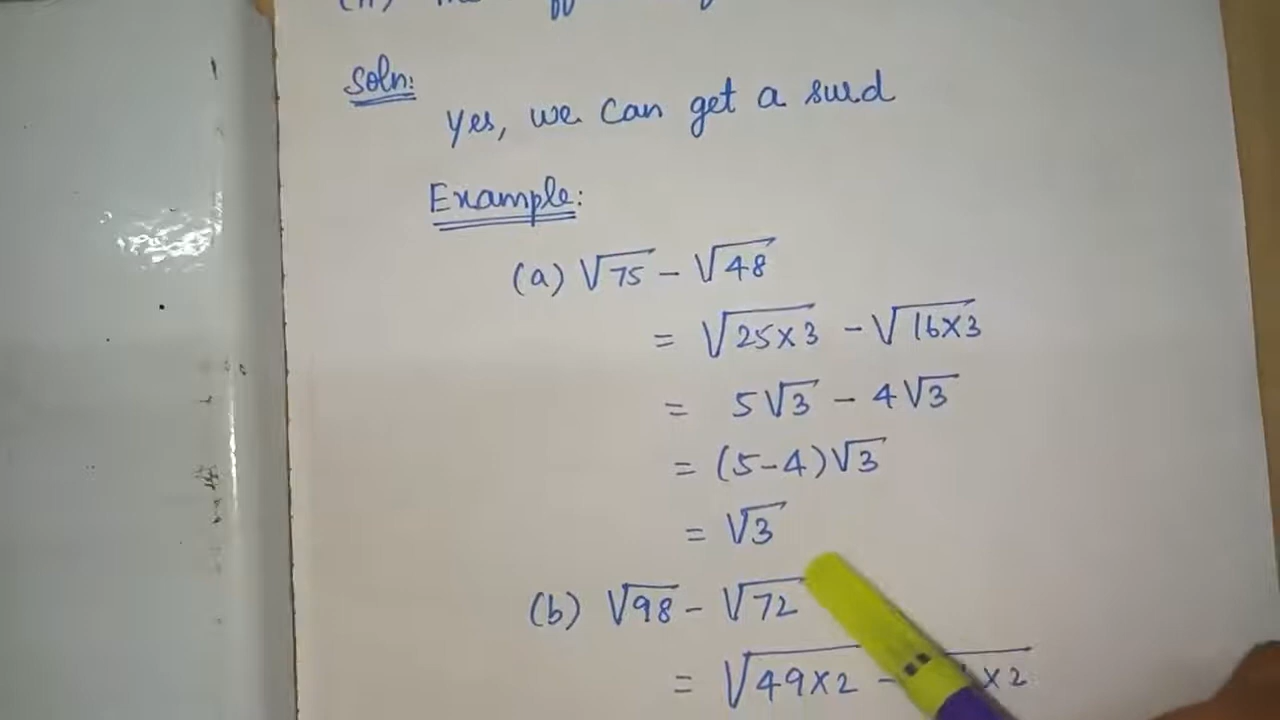 Soln:
Yes, we can get a surd
Example:
(a) √75 - √48
= √25×3 - √16×3
= 5√3 - 4√3
= (5-4)√3
= √3
(b) √98 - √72
= √49×2 - ×2